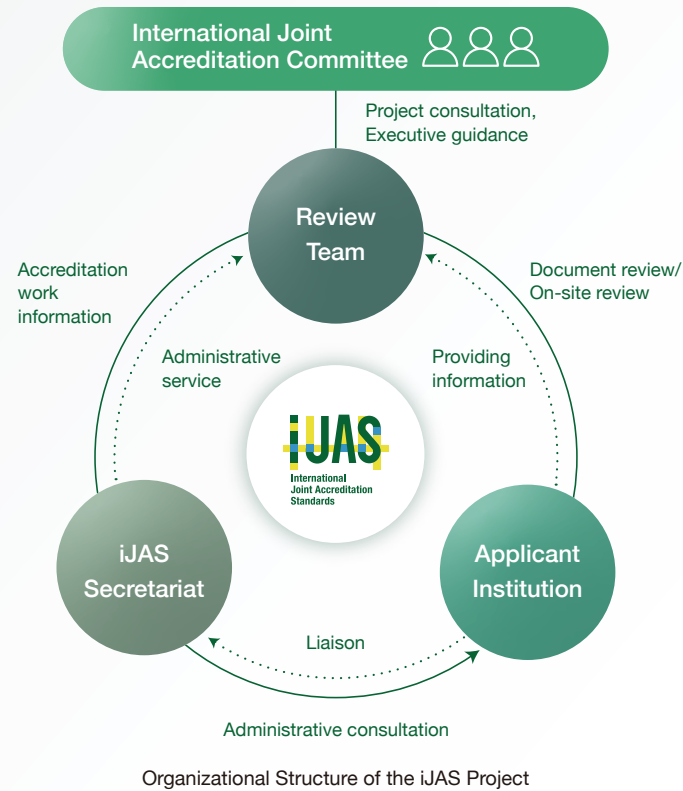 International Joint
Accreditation Committee
Project consultation,
Executive guidance
Review
Team
Accreditation
work
information
Document review/
On-site review
Administrative
service
Providing
information
iJAS
International
Joint Accreditation
Standards
iJAS
Secretariat
Applicant
Institution
Liaison
Administrative consultation
Organizational Structure of the iJAS Project